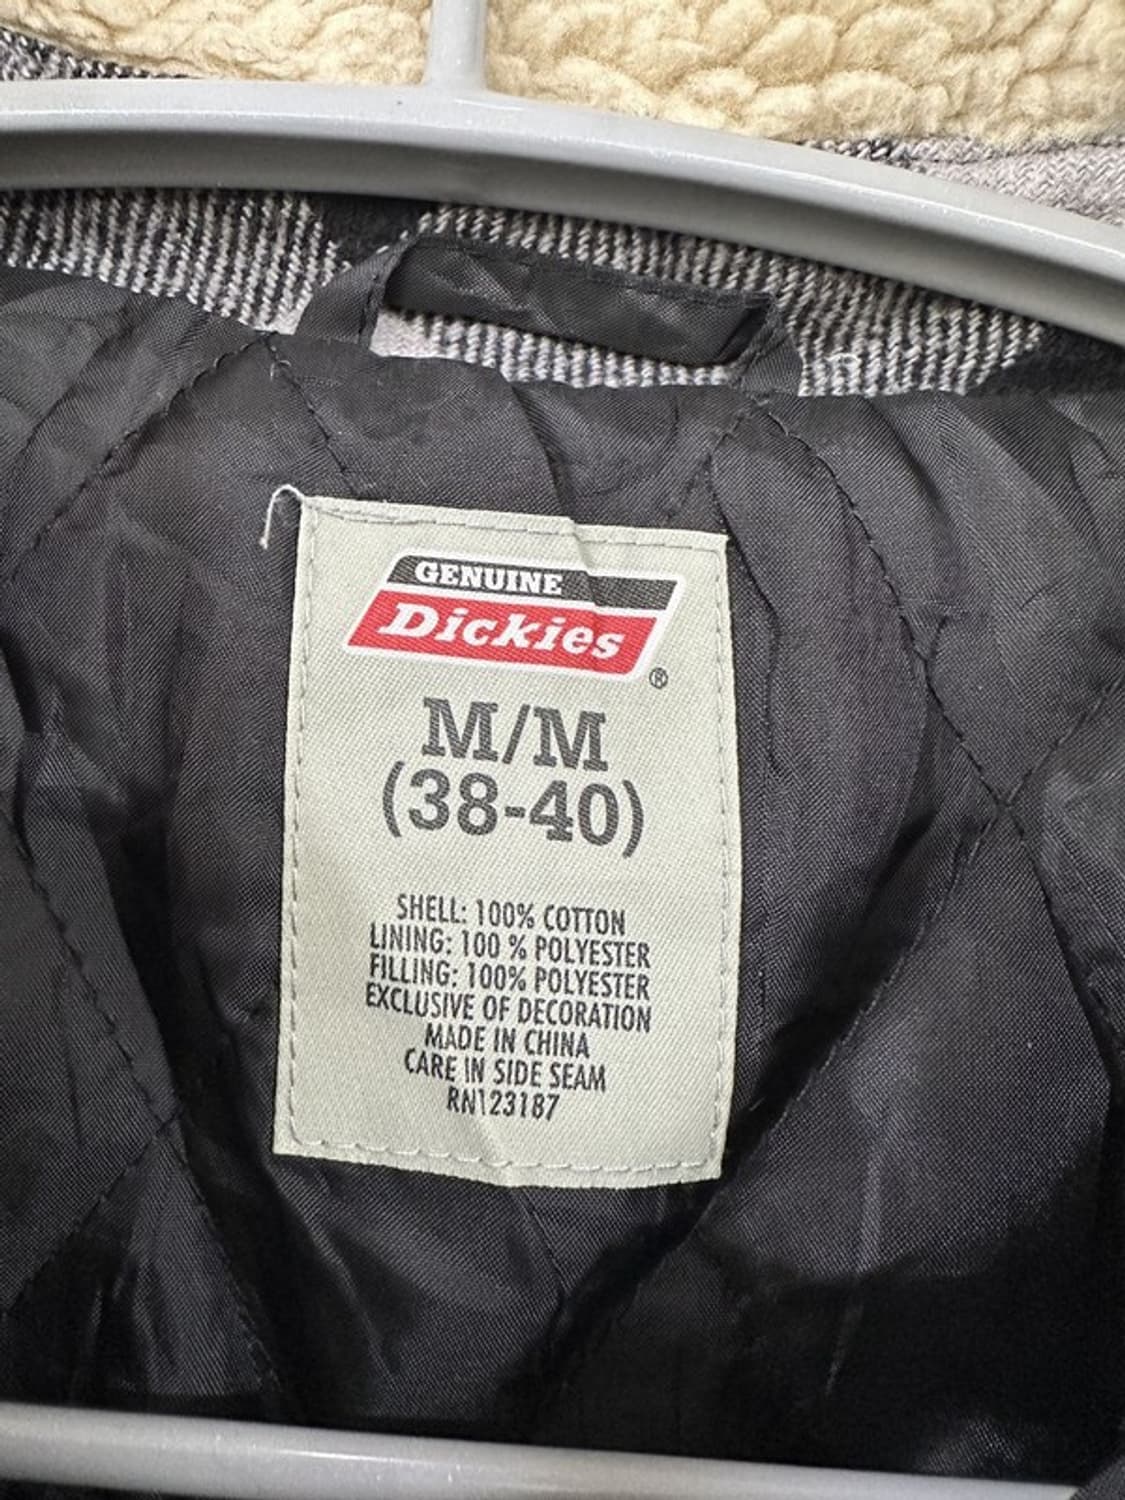 GENUINE
Dickies
®
M/M
(38-40)
SHELL: 100% COTTON
LINING: 100 % POLYESTER
FILLING: 100% POLYESTER
EXCLUSIVE OF DECORATION
MADE IN CHINA
CARE IN SIDE SEAM
RN123187